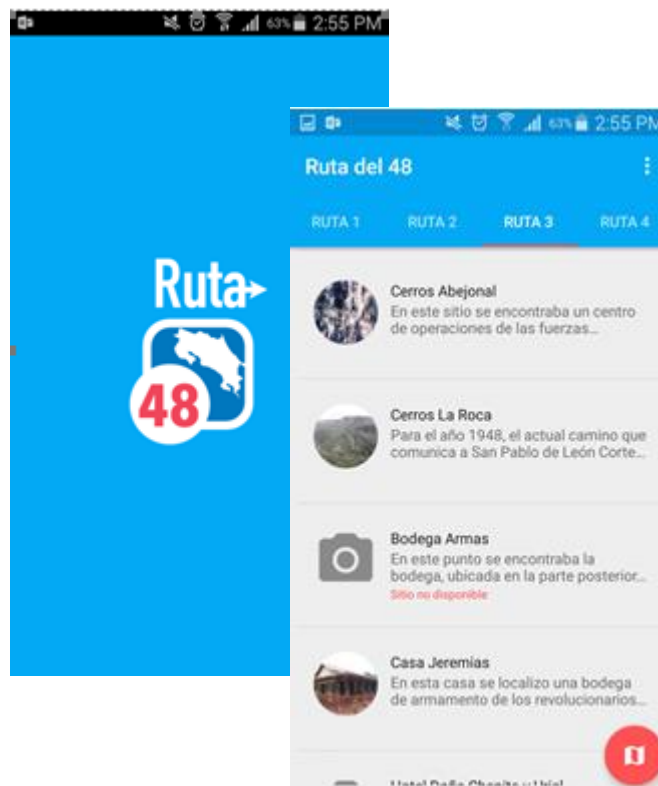 63% 2:55 PM
Ruta
48
63% 2:55 PM
Ruta del 48
RUTA 1 RUTA 2 RUTA 3 RUTA 4
Cerros Abejonal
En este sitio se encontraba un centro
de operaciones de las fuerzas...
Cerros La Roca
Para el año 1948, el actual camino que
comunica a San Pablo de León Corte...
Bodega Armas
En este punto se encontraba la
bodega, ubicada en la parte posterior...
Sitio no disponible
Casa Jeremias
En esta casa se localizo una bodega
de armamento de los revolucionarios...